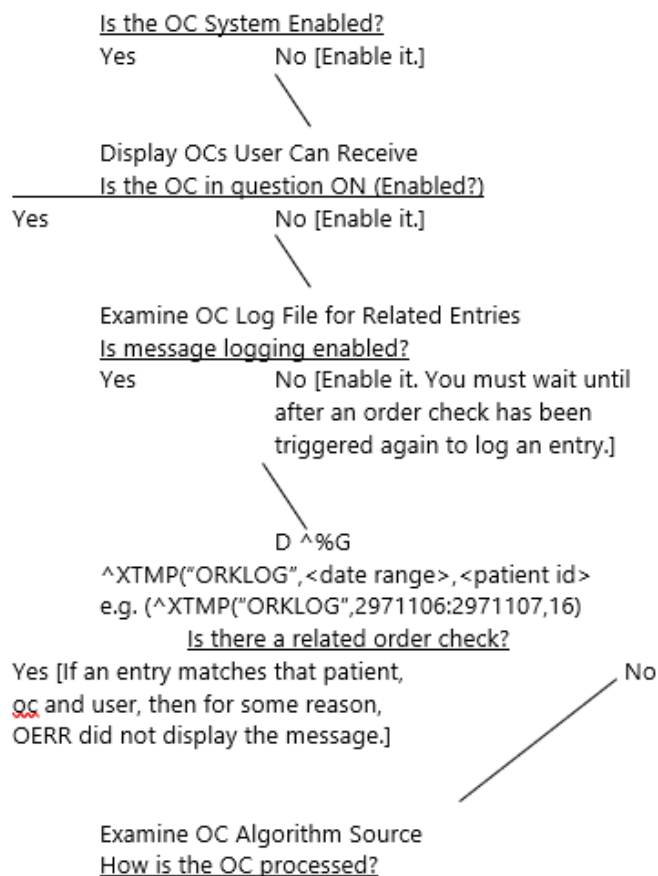 Is the OC System Enabled?
Yes No [Enable it.]
Display OCs User Can Receive
Is the OC in question ON (Enabled?)
Yes No [Enable it.]
Examine OC Log File for Related Entries
Is message logging enabled?
Yes No [Enable it. You must wait until
after an order check has been
triggered again to log an entry.]
D ^%G
^XTMP(“ORKLOG”,<date range>,<patient id>
e.g. (^XTMP(“ORKLOG”,2971106:2971107,16)
Is there a related order check?
Yes [If an entry matches that patient, No
oc and user, then for some reason,
OERR did not display the message.]
Examine OC Algorithm Source
How is the OC processed?